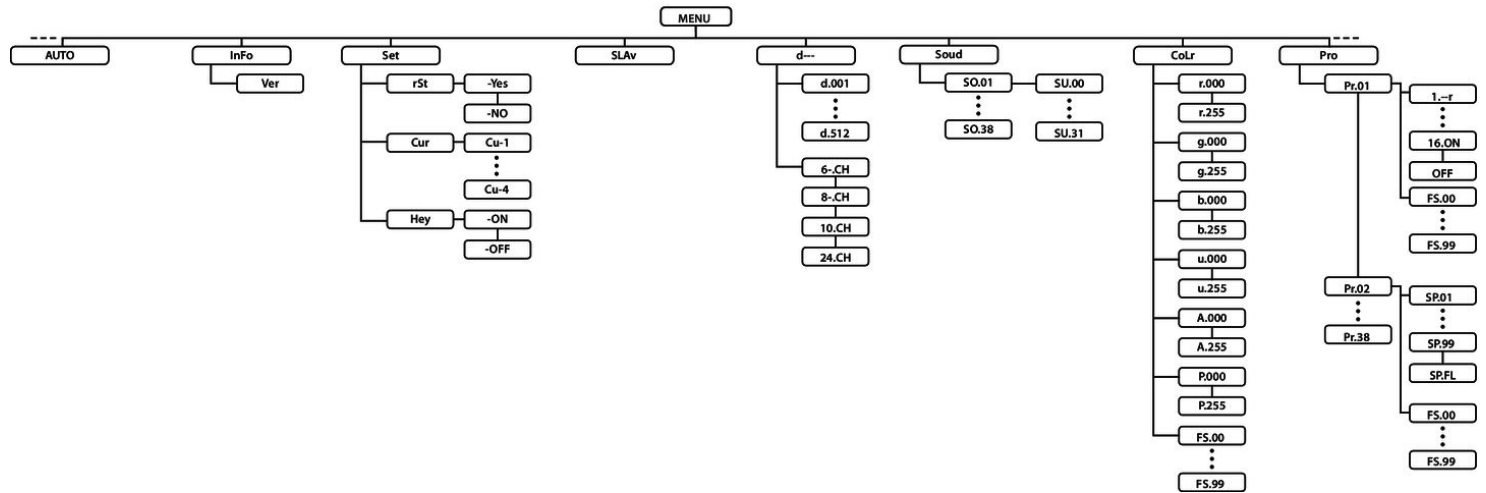 MENU
AUTO
InFo
Set
SLAv
d---
Soud
CoLr
Pro
Ver
rSt
-Yes
-NO
Cur
Cu-1
Cu-4
Hey
-ON
-OFF
d.001
d.512
6-.CH
8-.CH
10.CH
24.CH
SO.01
SU.00
SO.38
SU.31
r.000
r.255
g.000
g.255
b.000
b.255
u.000
u.255
A.000
A.255
P.000
P.255
FS.00
FS.99
Pr.01
1.--r
16.ON
OFF
FS.00
FS.99
Pr.02
Pr.38
SP.01
SP.99
SP.FL
FS.00
FS.99